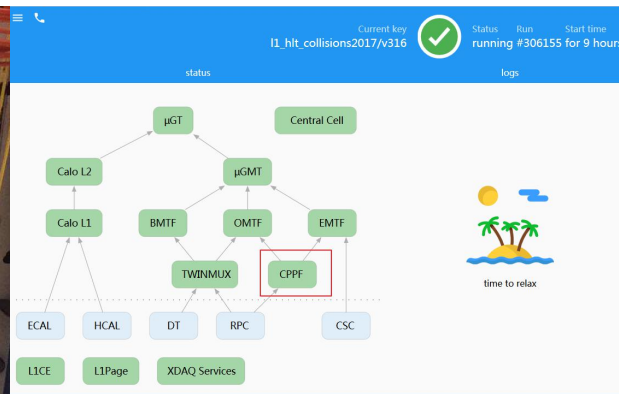 Current key
l1_hlt_collisions2017/v316
Status Run Start time
running #306155 for 9 hours
status
logs
µGT
Central Cell
Calo L2
µGMT
Calo L1
BMTF
OMTF
EMTF
TWINMUX
CPPF
time to relax
ECAL
HCAL
DT
RPC
CSC
L1CE
L1Page
XDAQ Services